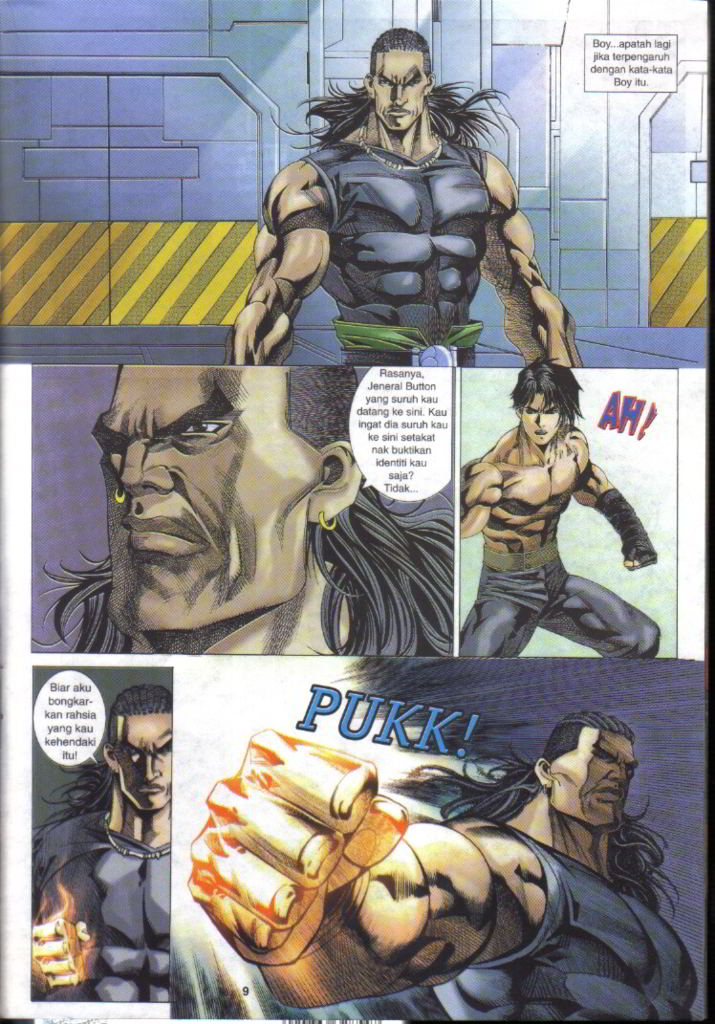 Boy...apatah lagi
jika terpengaruh
dengan kata-kata
Boy itu.
Rasanya,
Jeneral Button
yang suruh kau
datang ke sini. Kau
ingat dia suruh kau
ke sini setakat
nak buktikan
identiti kau
saja?
Tidak...
AH!
Biar aku
bongkar-
kan rahsia
yang kau
kehendaki
itu!
PUKK!
9